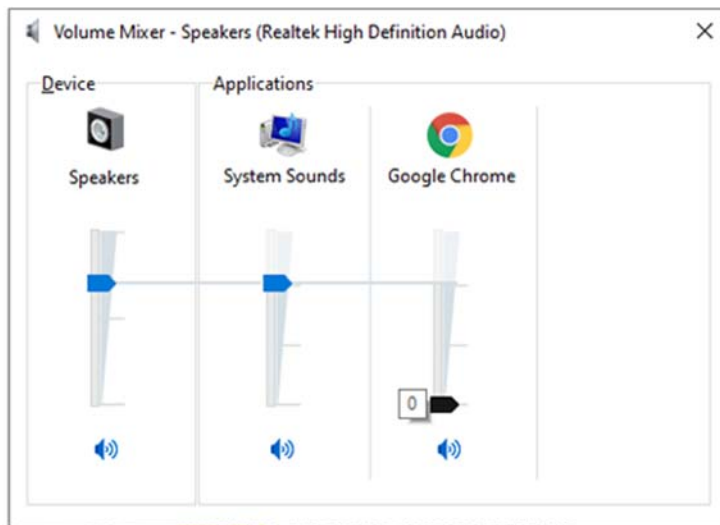 Volume Mixer - Speakers (Realtek High Definition Audio)
Device
Applications
Speakers
System Sounds
Google Chrome
0